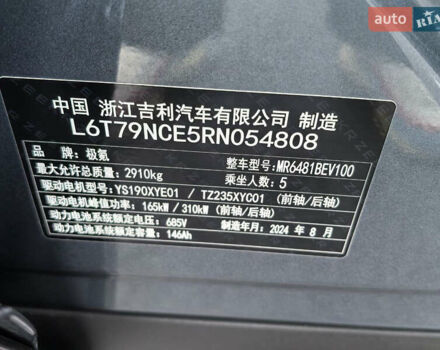 auto RIA
中国 浙江吉利汽车有限公司 制造
L6T79NCE5RN054808
品牌：极氪 整车型号：MR6481BEV100
最大允许总质量：2910kg 乘坐人数：5
驱动电机型号：YS190XYE01 / TZ235XYC01 (前轴/后轴)
驱动电机峰值功率：165kW / 310kW (前轴/后轴)
动力电池系统额定电压：685V 制造年月：2024 年 8 月
动力电池系统额定容量：146Ah